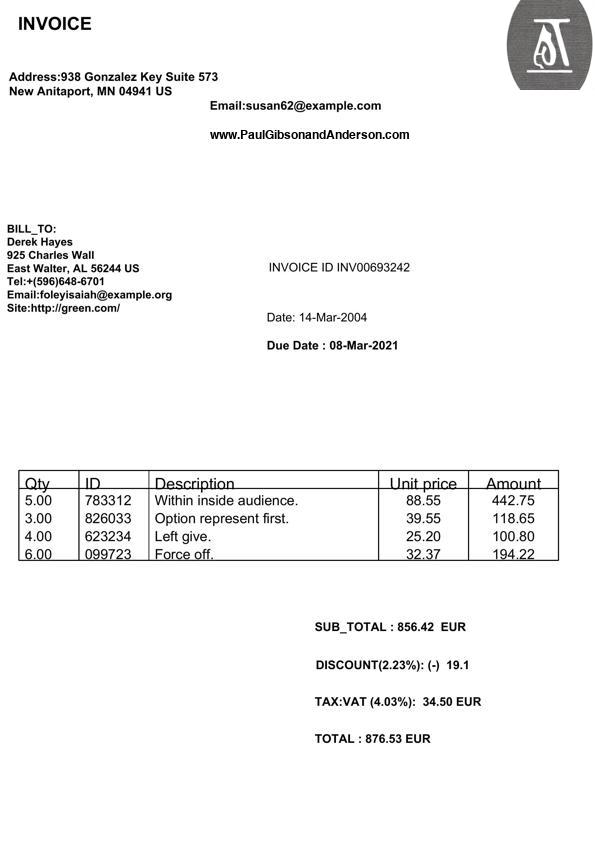 INVOICE
Address:938 Gonzalez Key Suite 573
New Anitaport, MN 04941 US
Email:susan62@example.com
www.PaulGibsonandAnderson.com
BILL_TO:
Derek Hayes
925 Charles Wall
East Walter, AL 56244 US
Tel:+(596)648-6701
Email:foleyisaiah@example.org
Site:http://green.com/
INVOICE ID INV00693242
Date: 14-Mar-2004
Due Date : 08-Mar-2021
Qty ID Description Unit price Amount
5.00 783312 Within inside audience. 88.55 442.75
3.00 826033 Option represent first. 39.55 118.65
4.00 623234 Left give. 25.20 100.80
6.00 099723 Force off. 32.37 194.22
SUB_TOTAL : 856.42 EUR
DISCOUNT(2.23%): (-) 19.1
TAX:VAT (4.03%): 34.50 EUR
TOTAL : 876.53 EUR